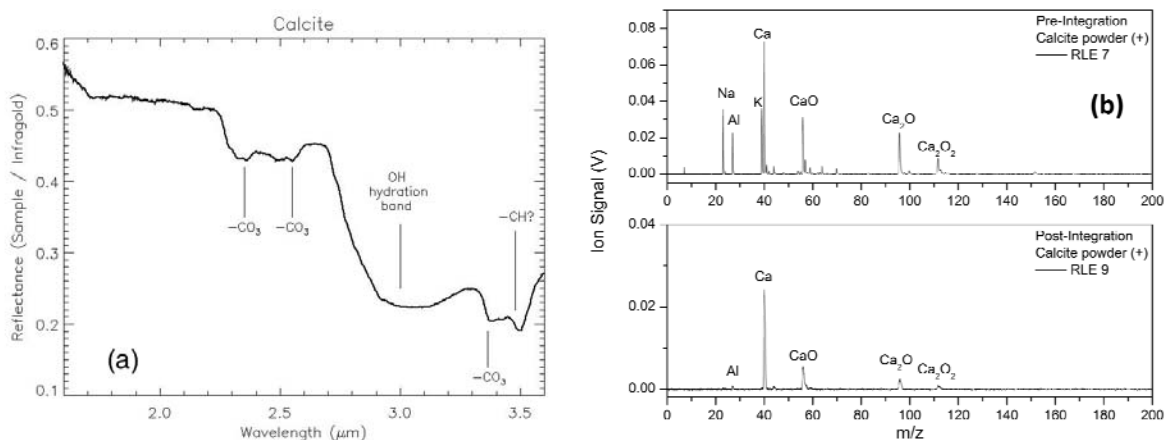 Calcite
0.6
0.5
0.4
0.3
0.2
0.1
Reflectance (Sample / Infragold)
−CO3
−CO3
OH
hydration
band
−CH?
−CO3
(a)
2.0 2.5 3.0 3.5
Wavelength (μm)
Ion Signal (V)
0.08
0.06
0.04
0.02
0.00
Na
Al
K
Ca
CaO
Ca2O
Ca2O2
Pre-Integration
Calcite powder (+)
RLE 7
(b)
0 20 40 60 80 100 120 140 160 180 200
0.04
0.02
0.00
Al
Ca
CaO
Ca2O
Ca2O2
Post-Integration
Calcite powder (+)
RLE 9
0 20 40 60 80 100 120 140 160 180 200
m/z